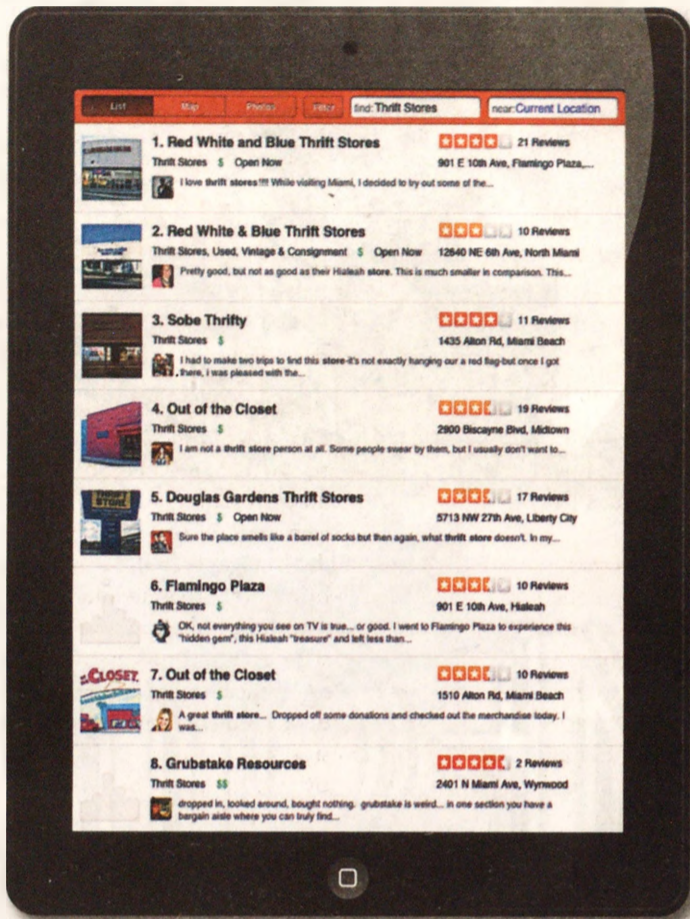 List Map Photos Filter find: Thrift Stores near: Current Location
1. Red White and Blue Thrift Stores 21 Reviews
Thrift Stores $ Open Now 901 E 10th Ave, Flamingo Plaza,...
I love thrift stores!!!! While visiting Miami, I decided to try out some of the...
2. Red White & Blue Thrift Stores 10 Reviews
Thrift Stores, Used, Vintage & Consignment $ Open Now 12640 NE 6th Ave, North Miami
Pretty good, but not as good as their Hialeah store. This is much smaller in comparison. This...
3. Sobe Thrifty 11 Reviews
Thrift Stores $ 1435 Alton Rd, Miami Beach
I had to make two trips to find this store-it's not exactly hanging our a red flag-but once I got
there, i was pleased with the...
4. Out of the Closet 19 Reviews
Thrift Stores $ 2900 Biscayne Blvd, Midtown
I am not a thrift store person at all. Some people swear by them, but I usually don't want to...
THRIFT
STORE
5. Douglas Gardens Thrift Stores 17 Reviews
Thrift Stores $ Open Now 5713 NW 27th Ave, Liberty City
Sure the place smells like a barrel of socks but then again, what thrift store doesn't. In my...
6. Flamingo Plaza 10 Reviews
Thrift Stores $ 901 E 10th Ave, Hialeah
OK, not everything you see on TV is true... or good. I went to Flamingo Plaza to experience this
"hidden gem", this Hialeah "treasure" and left less than...
CLOSET
7. Out of the Closet 10 Reviews
Thrift Stores $ 1510 Alton Rd, Miami Beach
A great thrift store... Dropped off some donations and checked out the merchandise today. I
was...
8. Grubstake Resources 2 Reviews
Thrift Stores $$ 2401 N Miami Ave, Wynwood
dropped in, looked around, bought nothing. grubstake is weird... in one section you have a
bargain aisle where you can truly find...